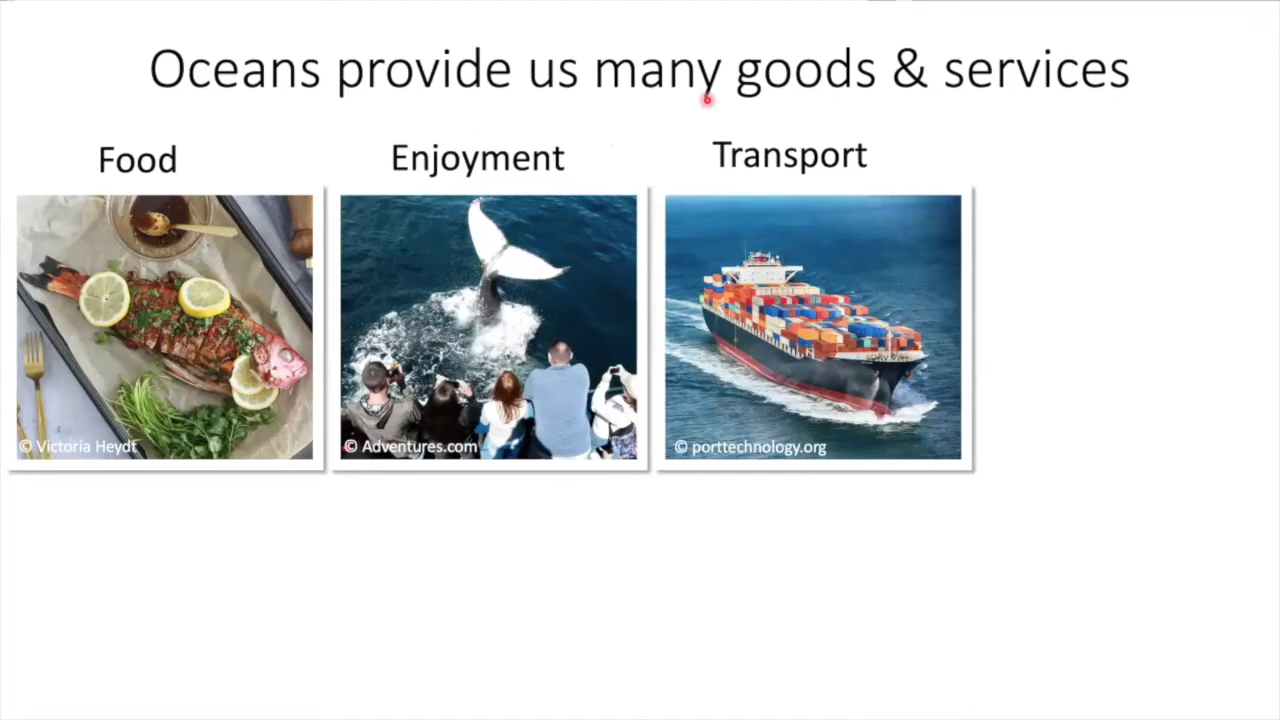 Oceans provide us many goods & services
Food
Enjoyment
Transport
© Victoria Heydt
© Adventures.com
© porttechnology.org